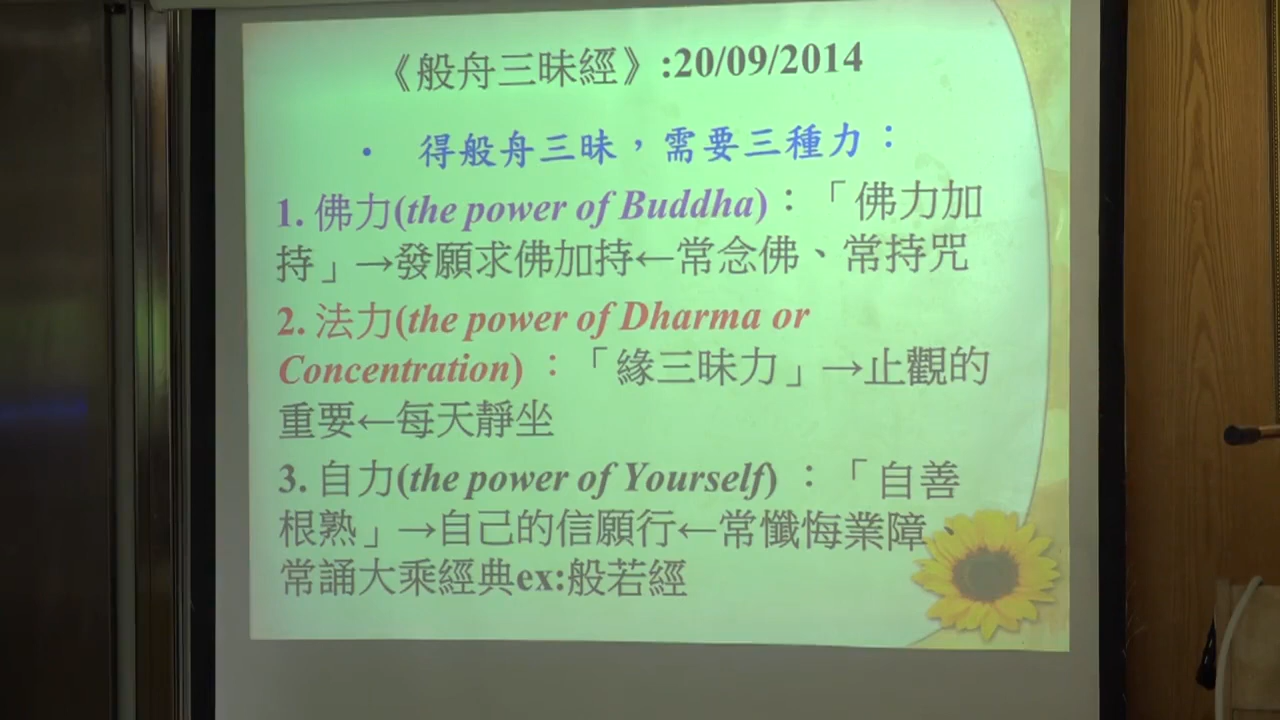 《般舟三昧經》:20/09/2014
• 得般舟三昧，需要三種力：
1. 佛力(the power of Buddha)：「佛力加
持」→發願求佛加持←常念佛、常持咒
2. 法力(the power of Dharma or
Concentration)：「緣三昧力」→止觀的
重要←每天靜坐
3. 自力(the power of Yourself)：「自善
根熟」→自己的信願行←常懺悔業障
常誦大乘經典ex:般若經